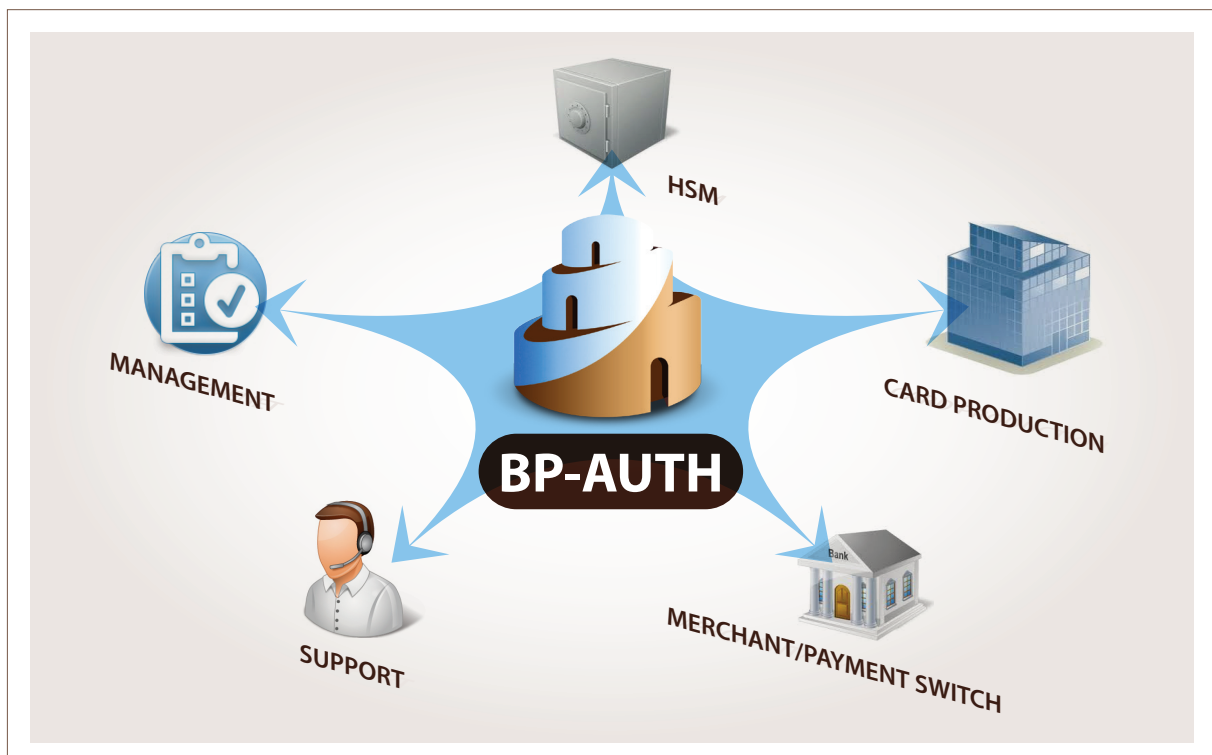 HSM
MANAGEMENT
CARD PRODUCTION
BP-AUTH
Bank
SUPPORT
MERCHANT/PAYMENT SWITCH